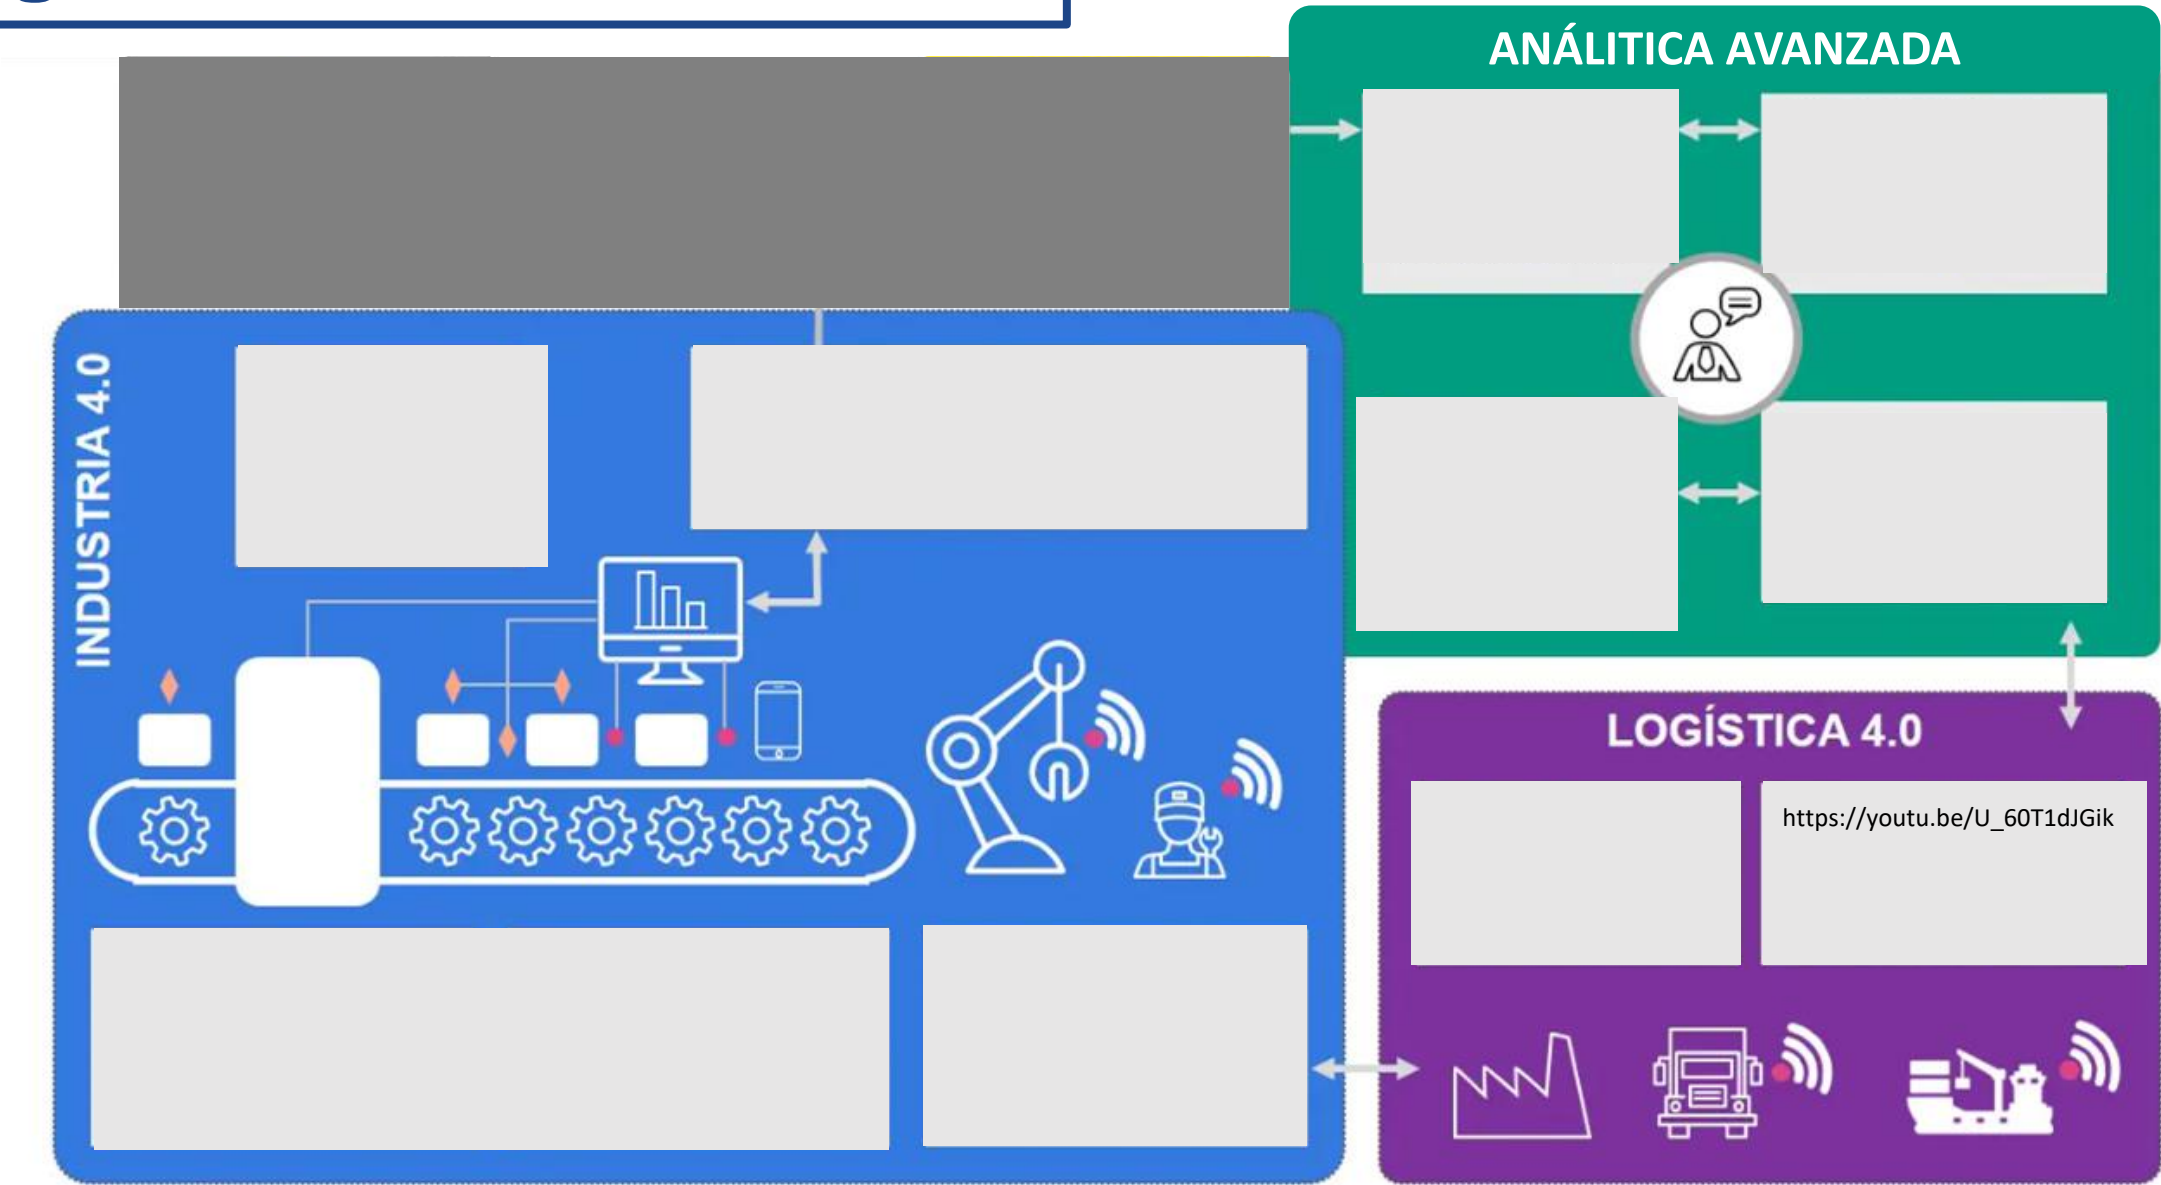 ANÁLITICA AVANZADA
INDUSTRIA 4.0
LOGÍSTICA 4.0
https://youtu.be/U_60T1dJGik